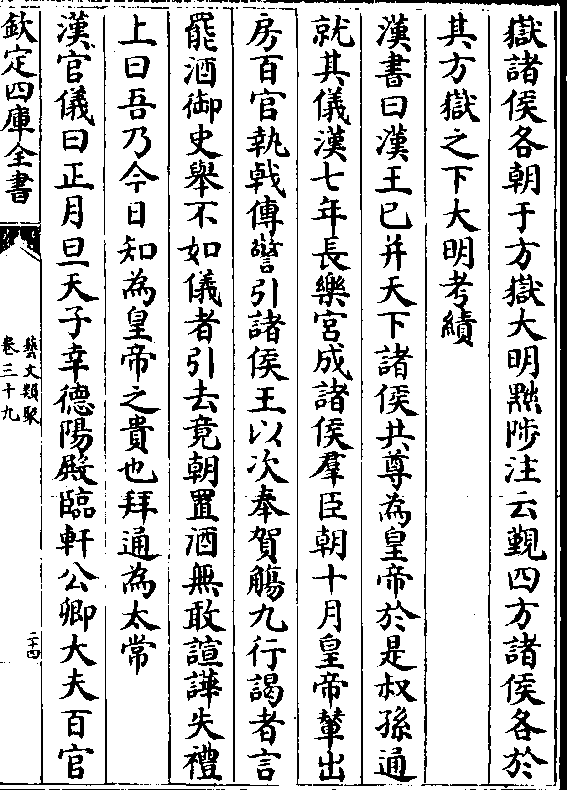 嶽諸侯各朝于方嶽大明黜陟注云覲四方諸侯各於
其方嶽之下大明考績
漢書曰漢王已并天下諸侯共尊為皇帝於是叔孫通
就其儀漢七年長樂宫成諸侯羣臣朝十月皇帝輦出
房百官執戟傳警引諸侯王以次奉賀觴九行謁者言
罷酒御史舉不如儀者引去竟朝置酒無敢諠譁失禮
上曰吾乃今日知為皇帝之貴也拜通為太常
漢官儀曰正月旦天子幸德陽殿臨軒公卿大夫百官
欽定四庫全書
藝文類聚
卷三十九
二十四